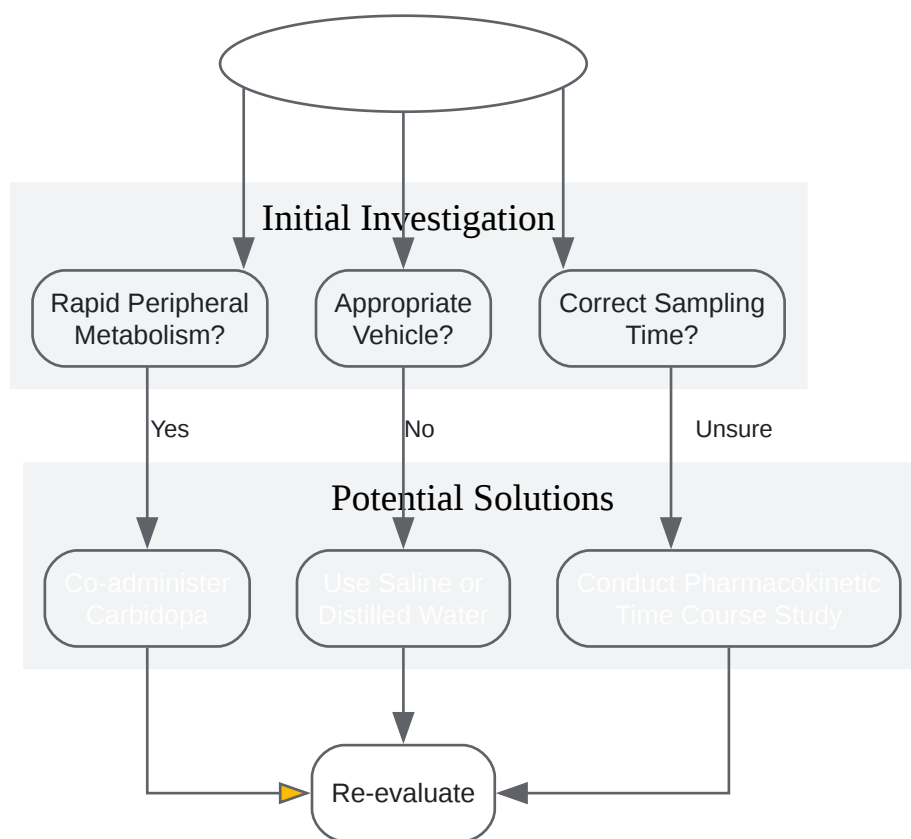 Initial Investigation
Rapid Peripheral
Metabolism?
Appropriate
Vehicle?
Correct Sampling
Time?
Yes
No
Unsure
Potential Solutions
Co-administer
Carbidopa
Use Saline or
Distilled Water
Conduct Pharmacokinetic
Time Course Study
Re-evaluate